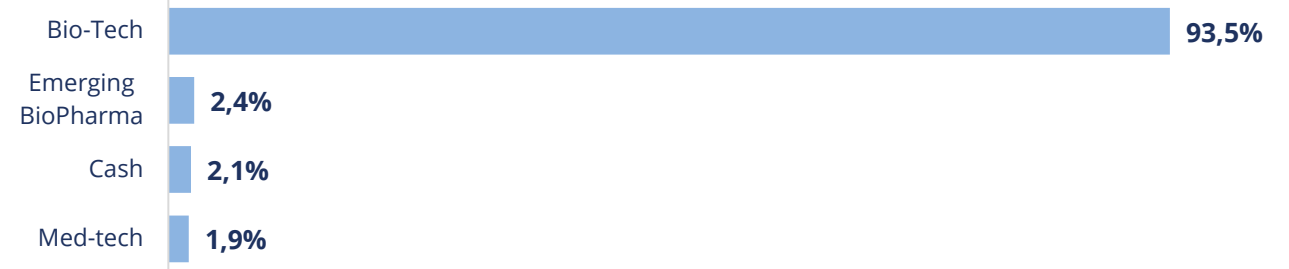 Bio-Tech 93,5%
Emerging
BioPharma 2,4%
Cash 2,1%
Med-tech 1,9%